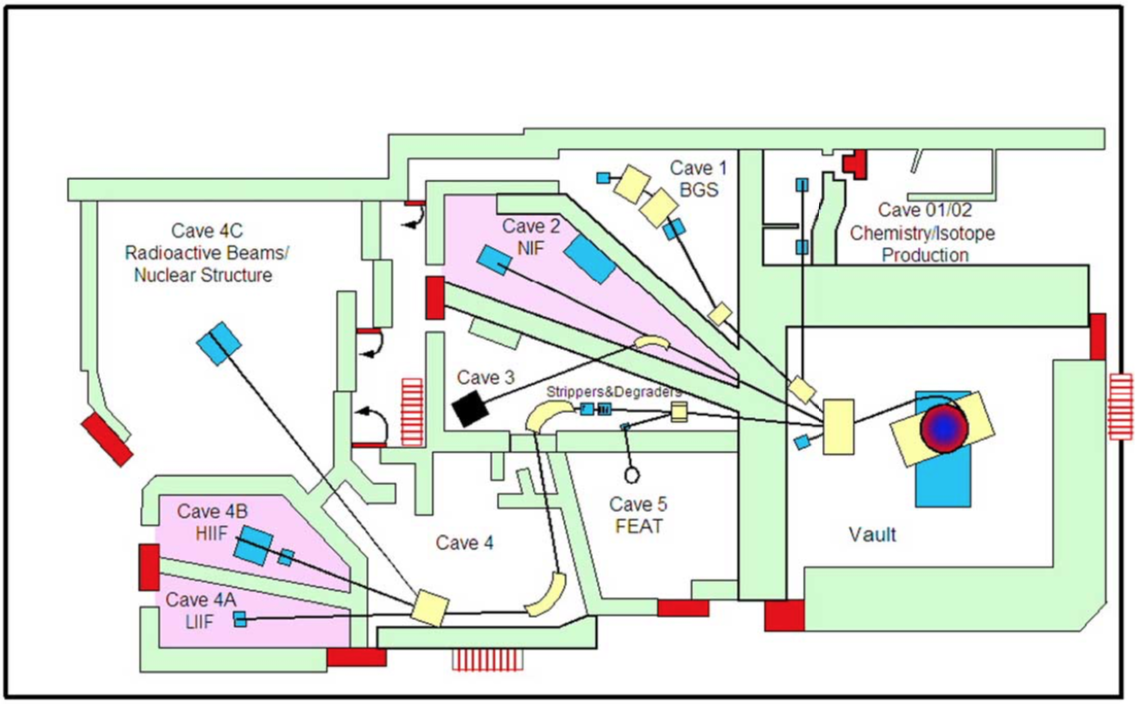 Cave 1
BGS
Cave 01/02
Chemistry/Isotope
Production
Cave 2
NIF
Cave 4C
Radioactive Beams/
Nuclear Structure
Cave 3
Strippers&Degraders
Cave 5
FEAT
Vault
Cave 4
Cave 4B
HIIF
Cave 4A
LIIF